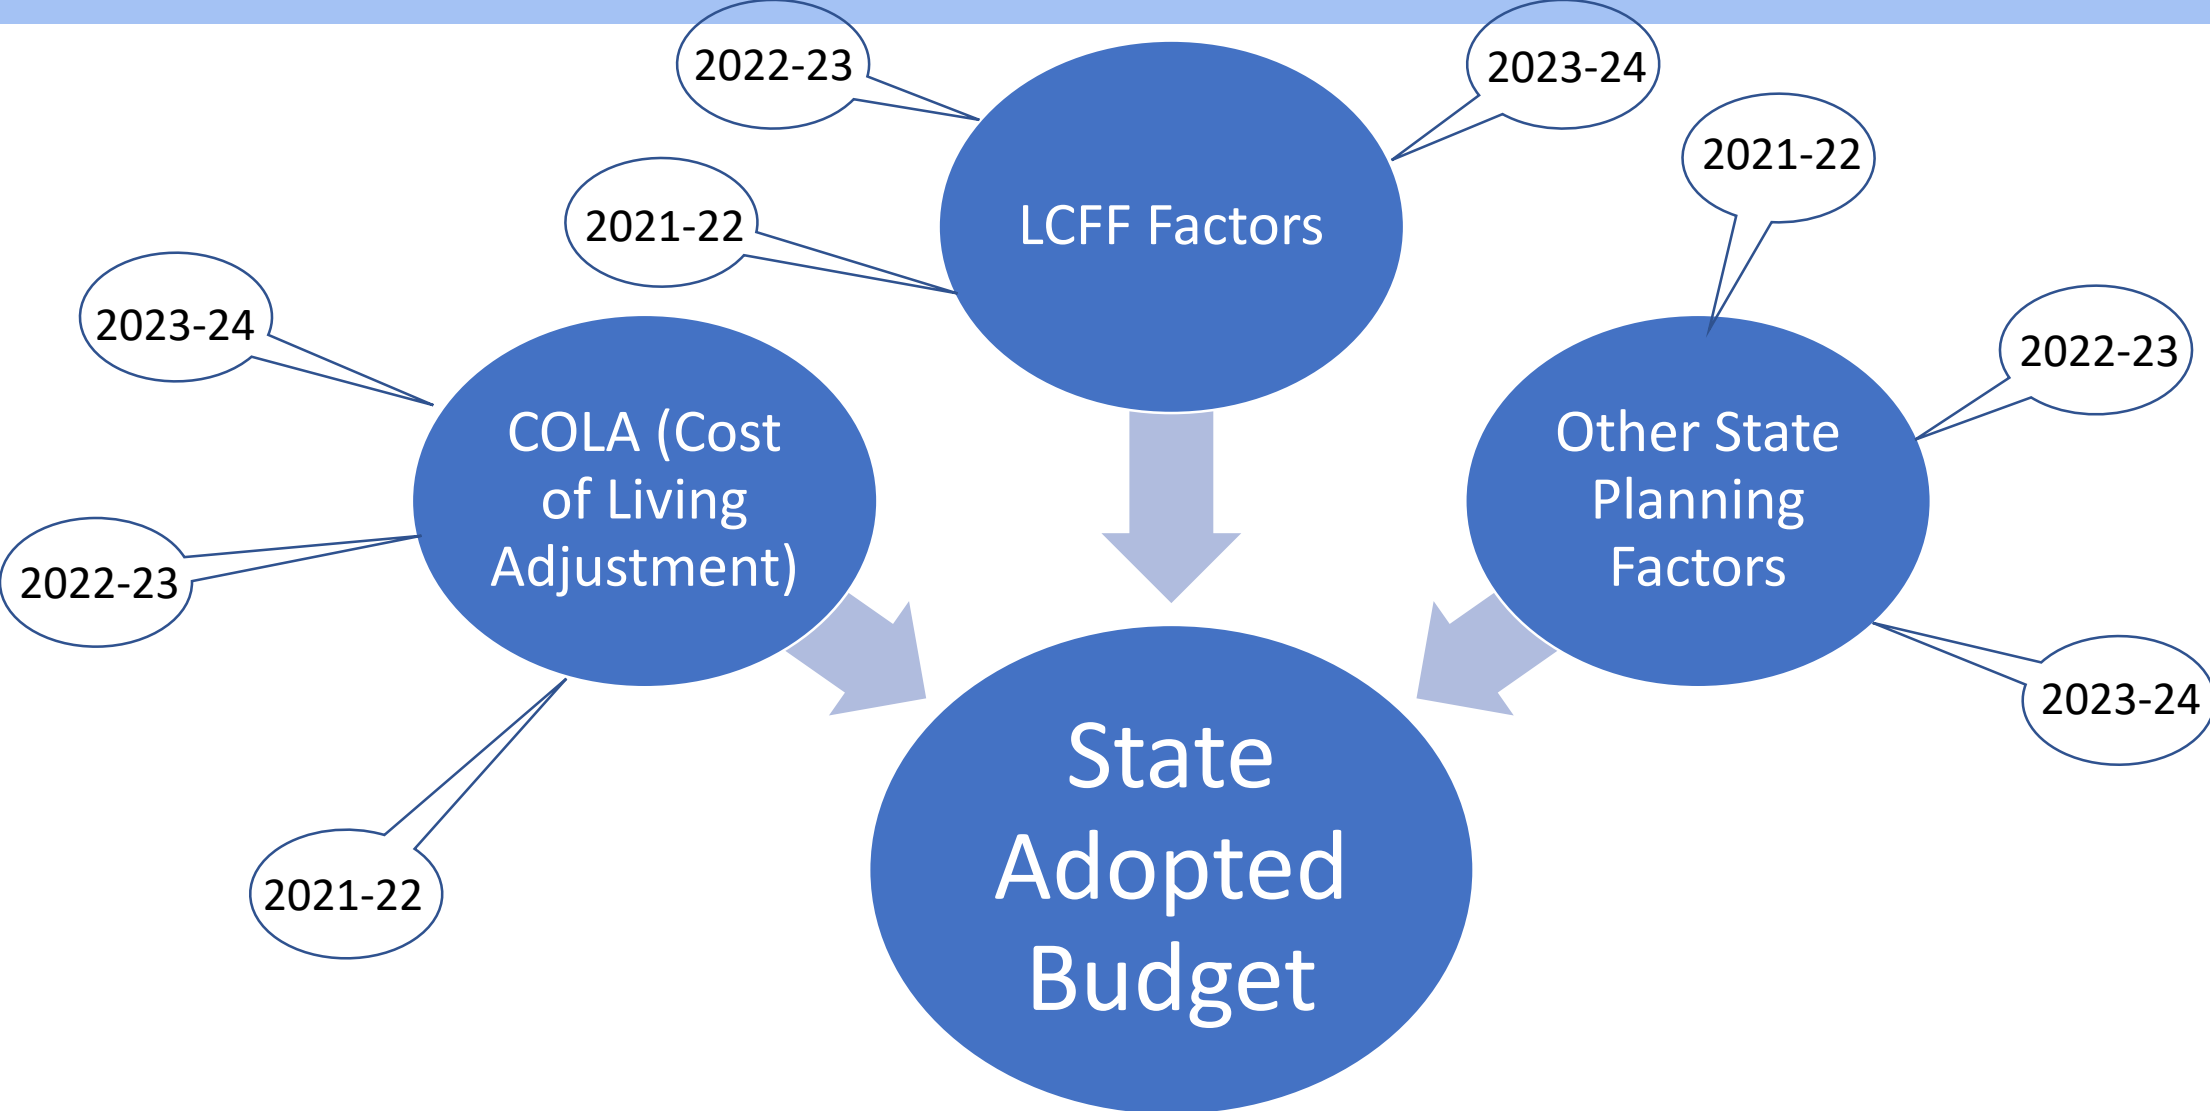 2022-23
2023-24
2021-22
2021-22
LCFF Factors
2023-24
2022-23
COLA (Cost
of Living
Adjustment)
Other State
Planning
Factors
2022-23
2023-24
2021-22
State
Adopted
Budget